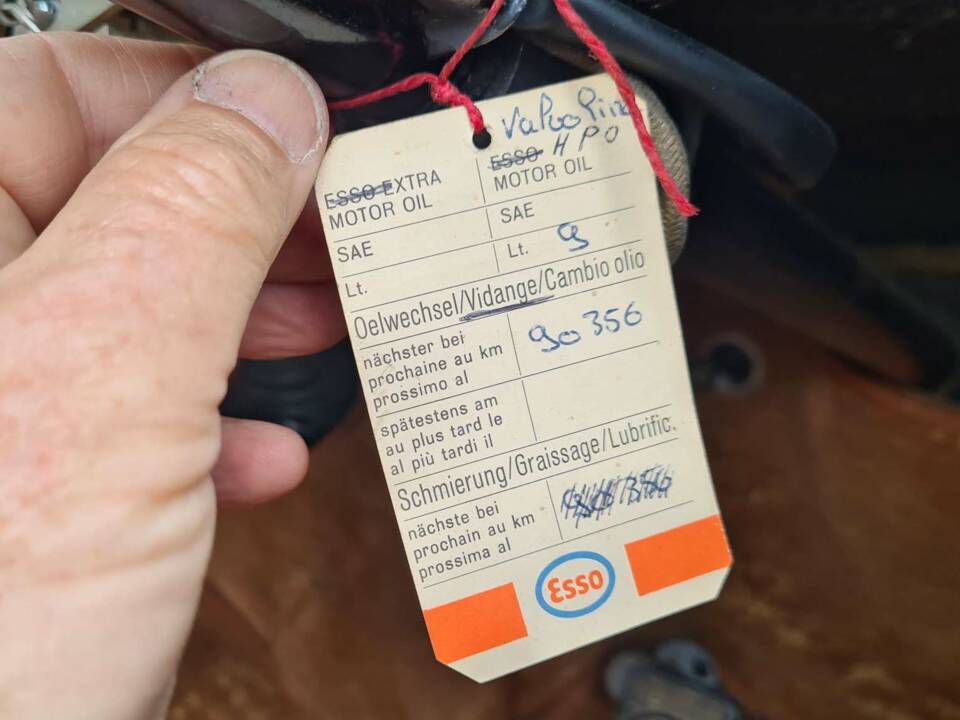 Valvoline
ESSO HPO
MOTOR OIL
ESSO EXTRA
MOTOR OIL
SAE
SAE
Lt.
Lt. 9
Oelwechsel/Vidange/Cambio olio
nächster bei
prochaine au km
prossimo al
90356
spätestens am
au plus tard le
al più tardi il
Schmierung/Graissage/Lubrific.
nächste bei
prochain au km
prossima al
Esso